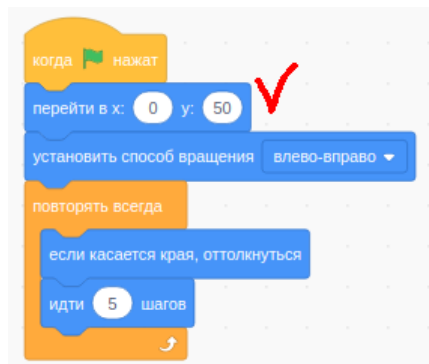 когда нажат
перейти в x: 0 y: 50
установить способ вращения влево-вправо
повторять всегда
если касается края, оттолкнуться
идти 5 шагов